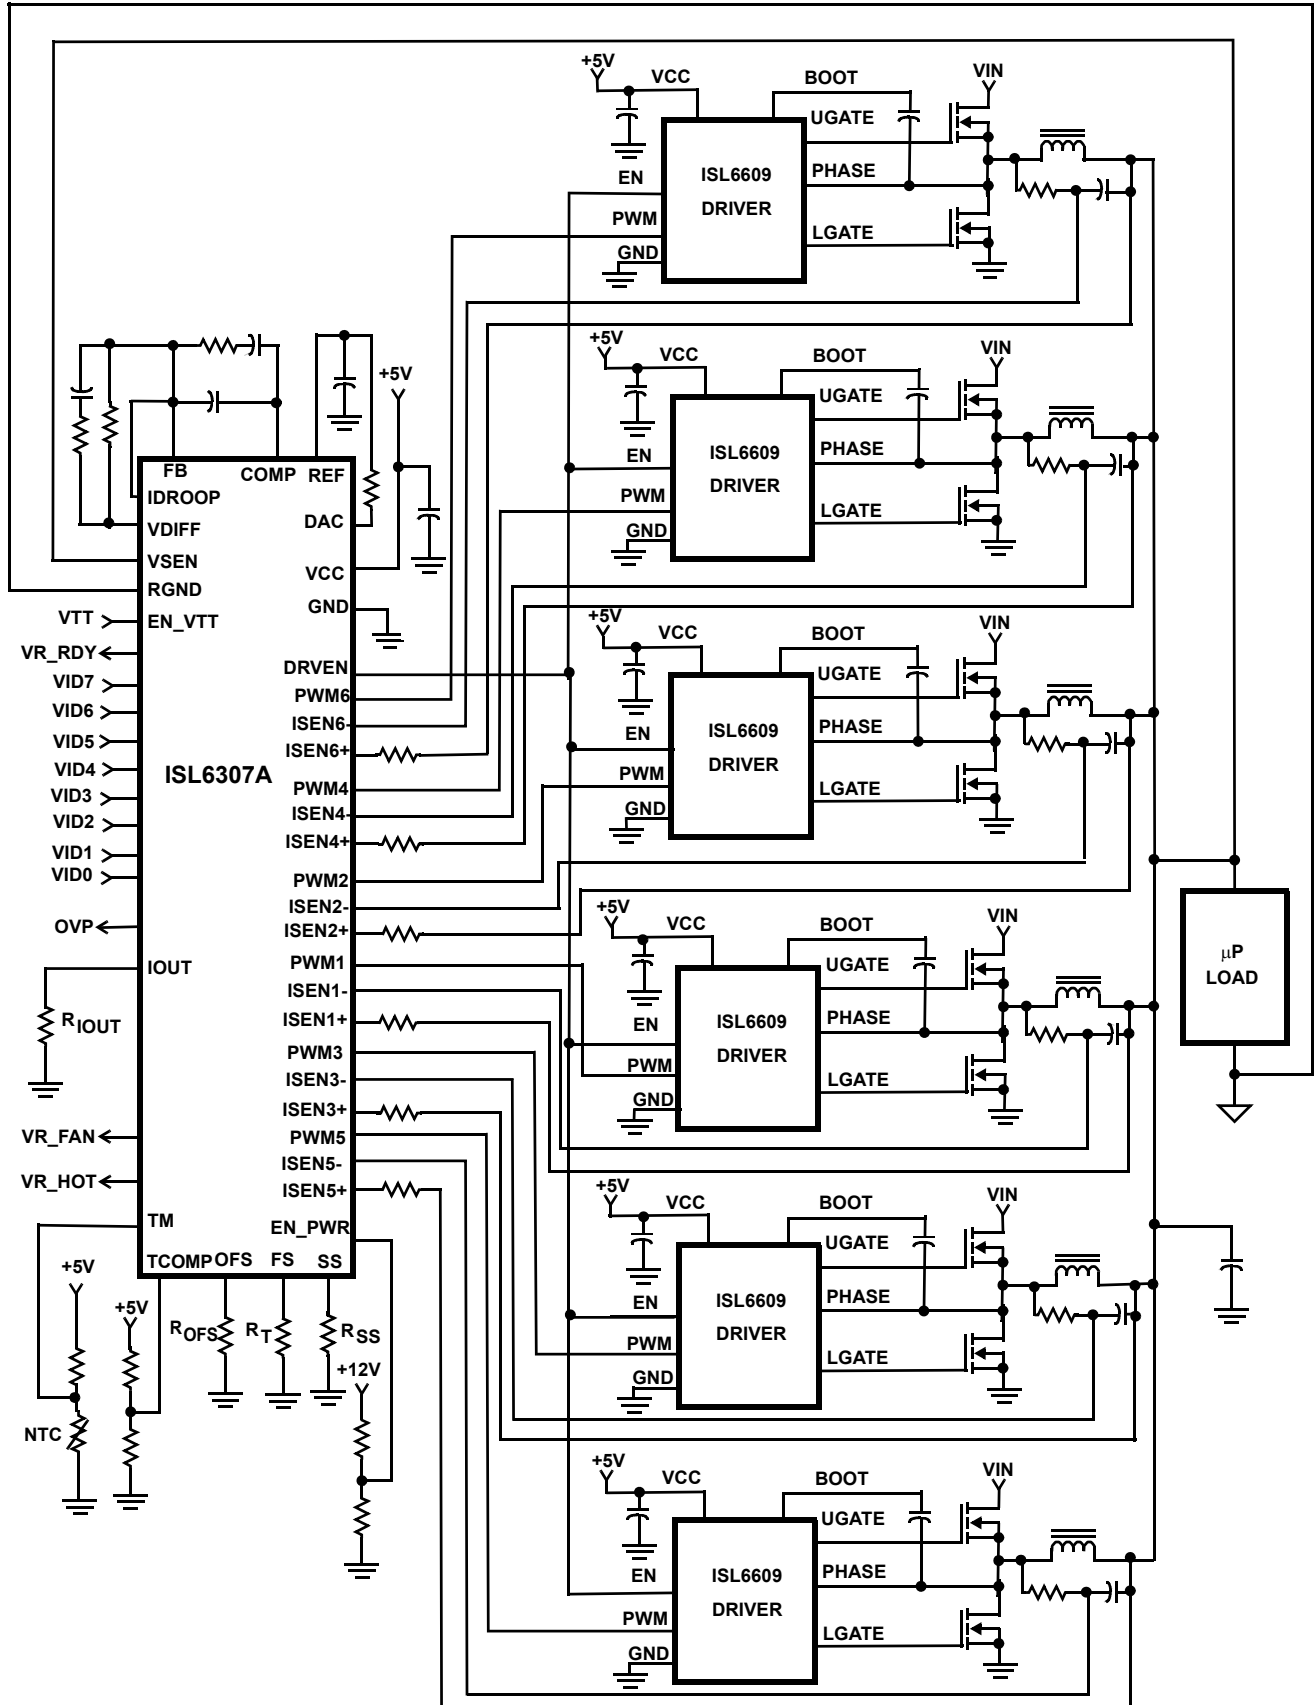 +5V
VCC
BOOT
VIN
UGATE
EN
ISL6609
DRIVER
PHASE
PWM
LGATE
GND
+5V
VCC
BOOT
VIN
UGATE
EN
ISL6609
DRIVER
PHASE
PWM
LGATE
GND
+5V
VCC
BOOT
VIN
UGATE
EN
ISL6609
DRIVER
PHASE
PWM
LGATE
GND
+5V
VCC
BOOT
VIN
UGATE
EN
ISL6609
DRIVER
PHASE
PWM
LGATE
GND
+5V
VCC
BOOT
VIN
UGATE
EN
ISL6609
DRIVER
PHASE
PWM
LGATE
GND
+5V
VCC
BOOT
VIN
UGATE
EN
ISL6609
DRIVER
PHASE
PWM
LGATE
GND
+5V
FB
COMP
REF
IDROOP
VDIFF
VSEN
RGND
EN_VTT
DAC
VCC
GND
DRVEN
PWM6
ISEN6-
ISEN6+
PWM4
ISEN4-
ISEN4+
PWM2
ISEN2-
ISEN2+
PWM1
ISEN1-
ISEN1+
PWM3
ISEN3-
ISEN3+
PWM5
ISEN5-
ISEN5+
EN_PWR
ISL6307A
IOUT
TM
TCOMP
OFS
FS
SS
VTT
VR_RDY
VID7
VID6
VID5
VID4
VID3
VID2
VID1
VID0
OVP
RIOUT
VR_FAN
VR_HOT
+5V
+5V
ROFS
RT
RSS
+12V
NTC
µP
LOAD